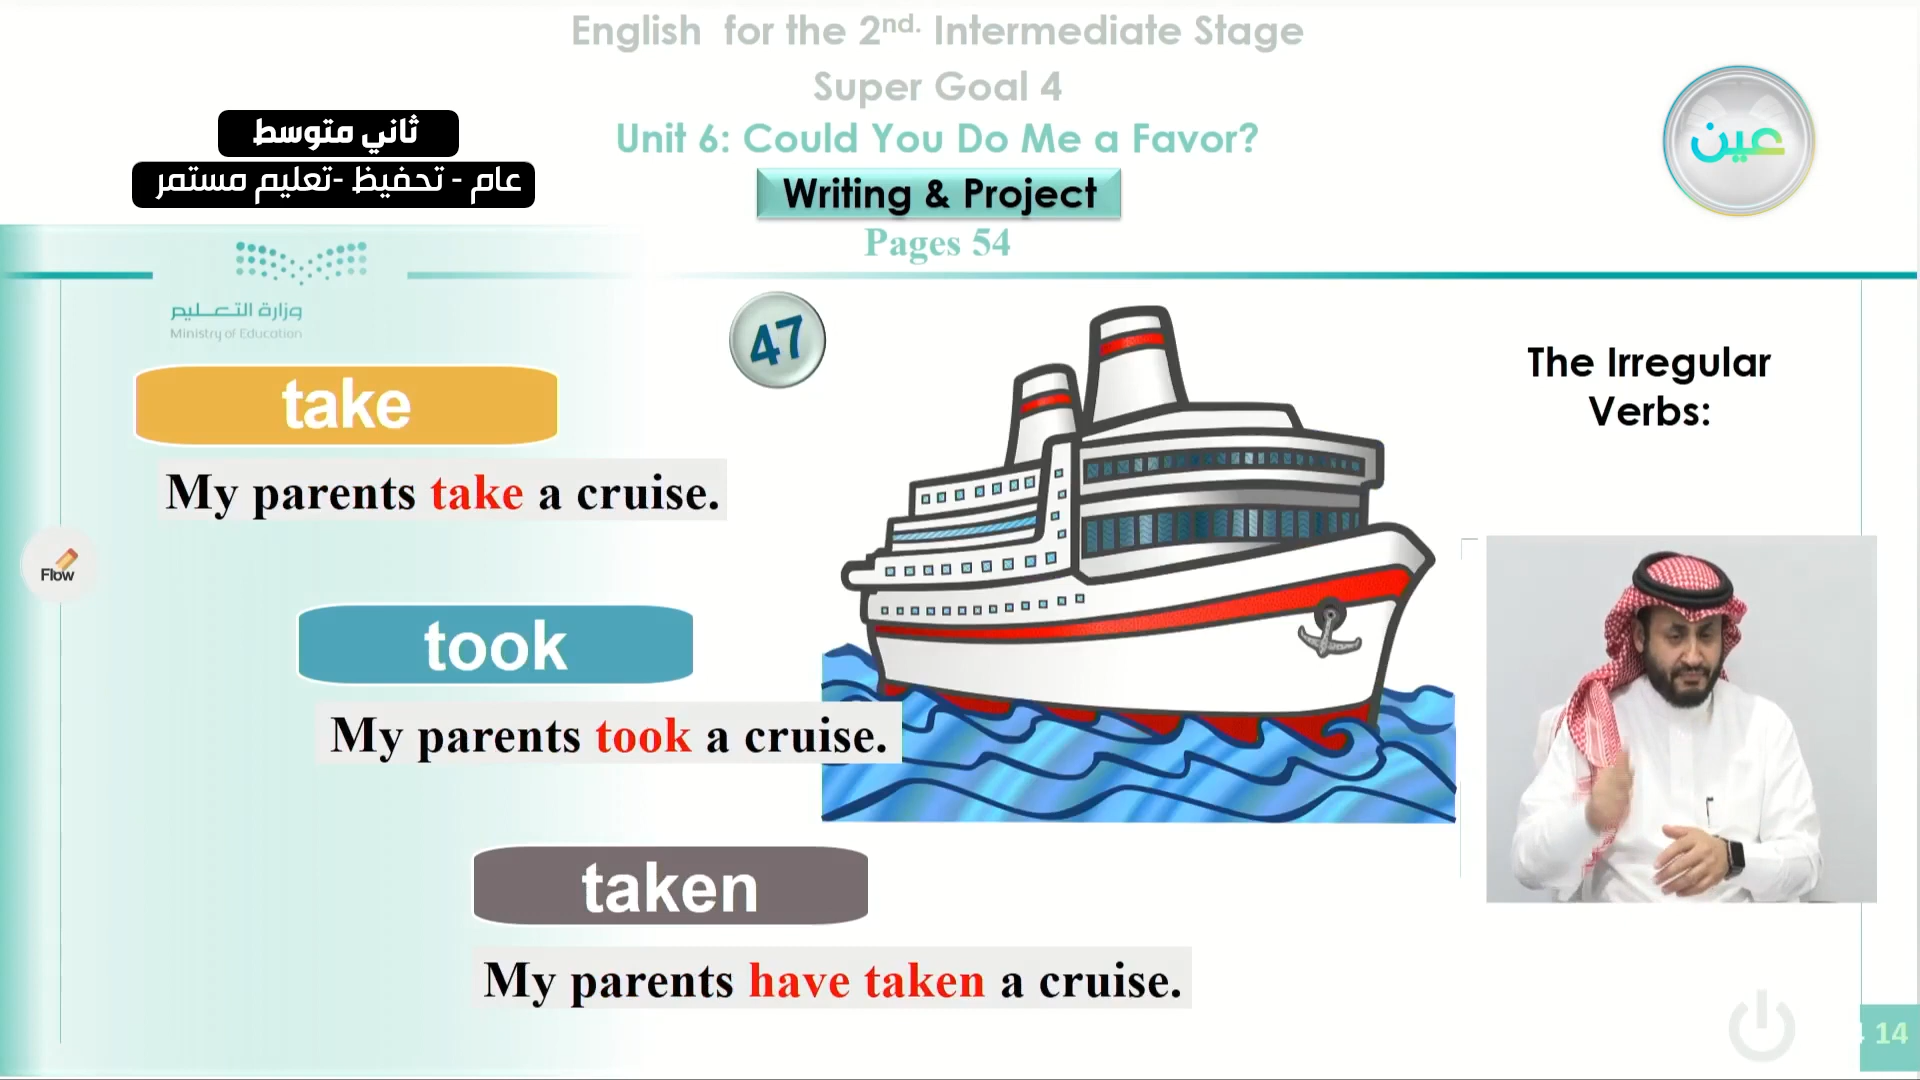 English for the 2nd. Intermediate Stage
Super Goal 4
Unit 6: Could You Do Me a Favor?
Writing & Project
Pages 54
ثاني متوسط
عام - تحفيظ -تعليم مستمر
عين
وزارة التعليم
Ministry of Education
47
The Irregular
Verbs:
take
My parents take a cruise.
Flow
took
My parents took a cruise.
taken
My parents have taken a cruise.
14